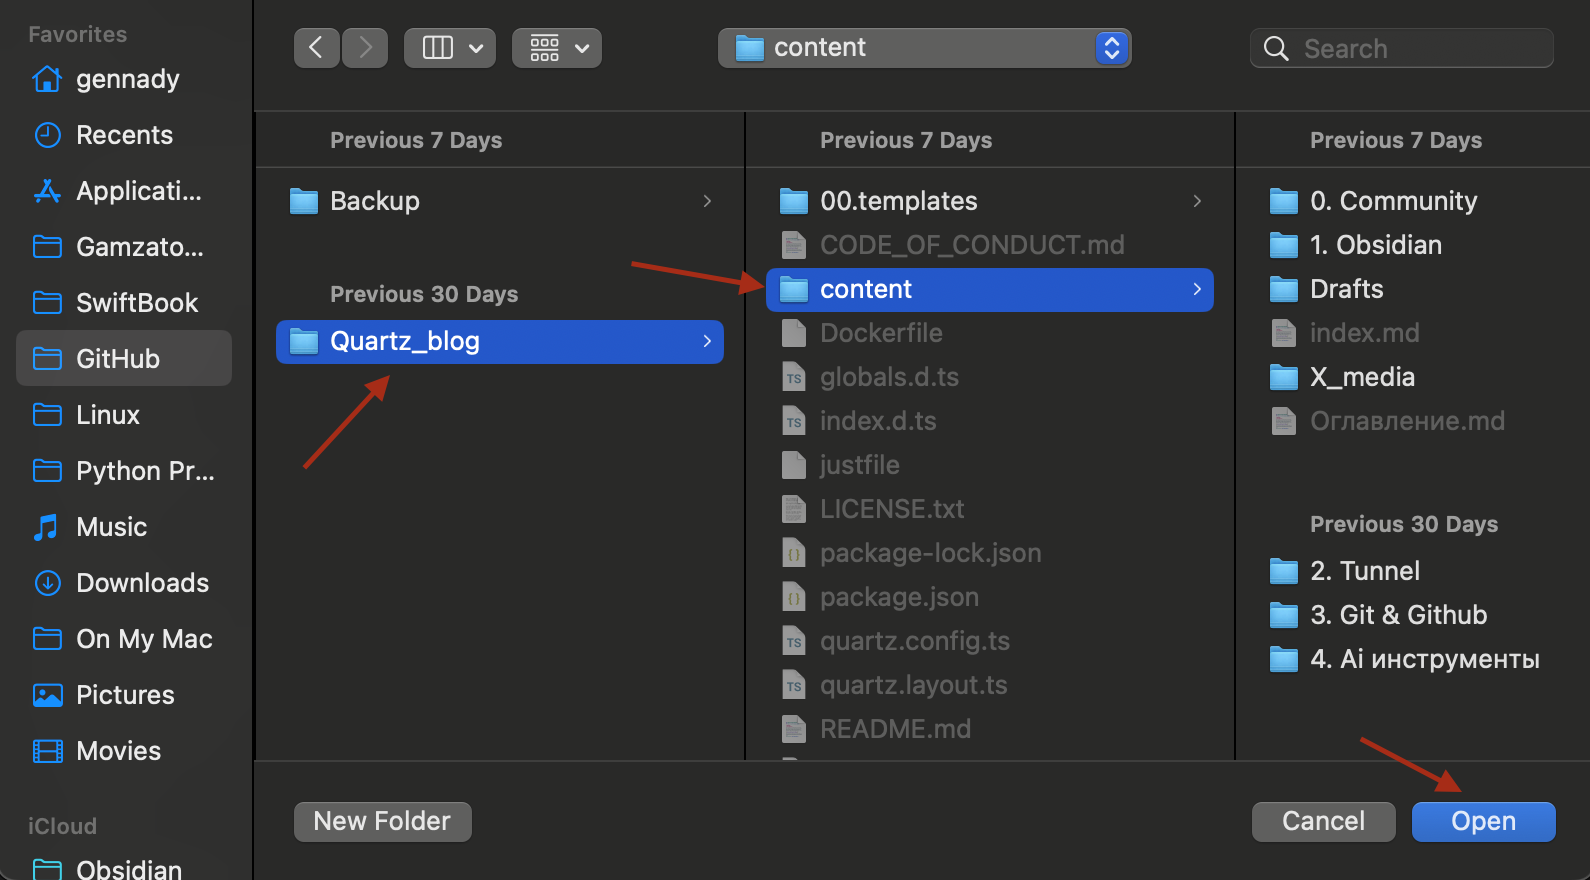 Favorites
gennady
Recents
Applicati...
Gamzato...
SwiftBook
GitHub
Linux
Python Pr...
Music
Downloads
On My Mac
Pictures
Movies
iCloud
Obsidian
content
Search
Previous 7 Days
Backup
Previous 30 Days
Quartz_blog
Previous 7 Days
00.templates
CODE_OF_CONDUCT.md
content
Dockerfile
globals.d.ts
index.d.ts
justfile
LICENSE.txt
package-lock.json
package.json
quartz.config.ts
quartz.layout.ts
README.md
Previous 7 Days
0. Community
1. Obsidian
Drafts
index.md
X_media
Оглавление.md
Previous 30 Days
2. Tunnel
3. Git & Github
4. Ai инструменты
New Folder
Cancel
Open